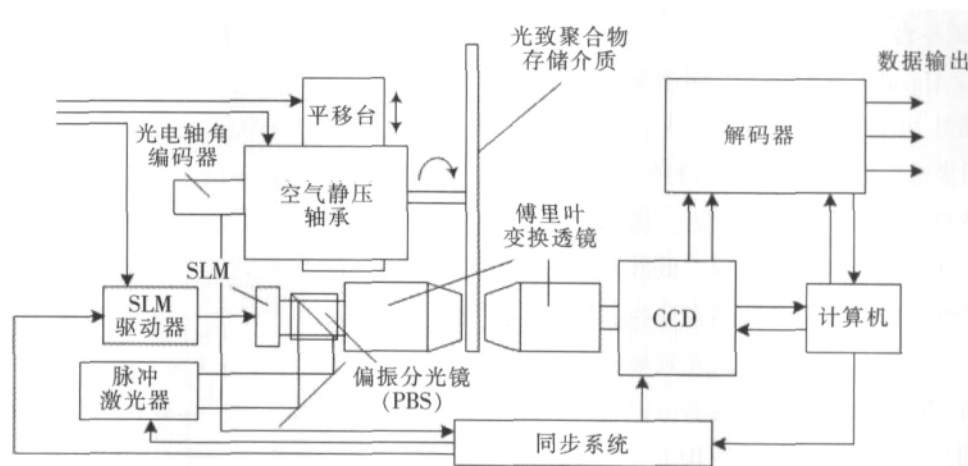 光致聚合物
存储介质
数据输出
平移台
光电轴角
编码器
空气静压
轴承
解码器
傅里叶
变换透镜
SLM
SLM
驱动器
CCD
计算机
脉冲
激光器
偏振分光镜
(PBS)
同步系统